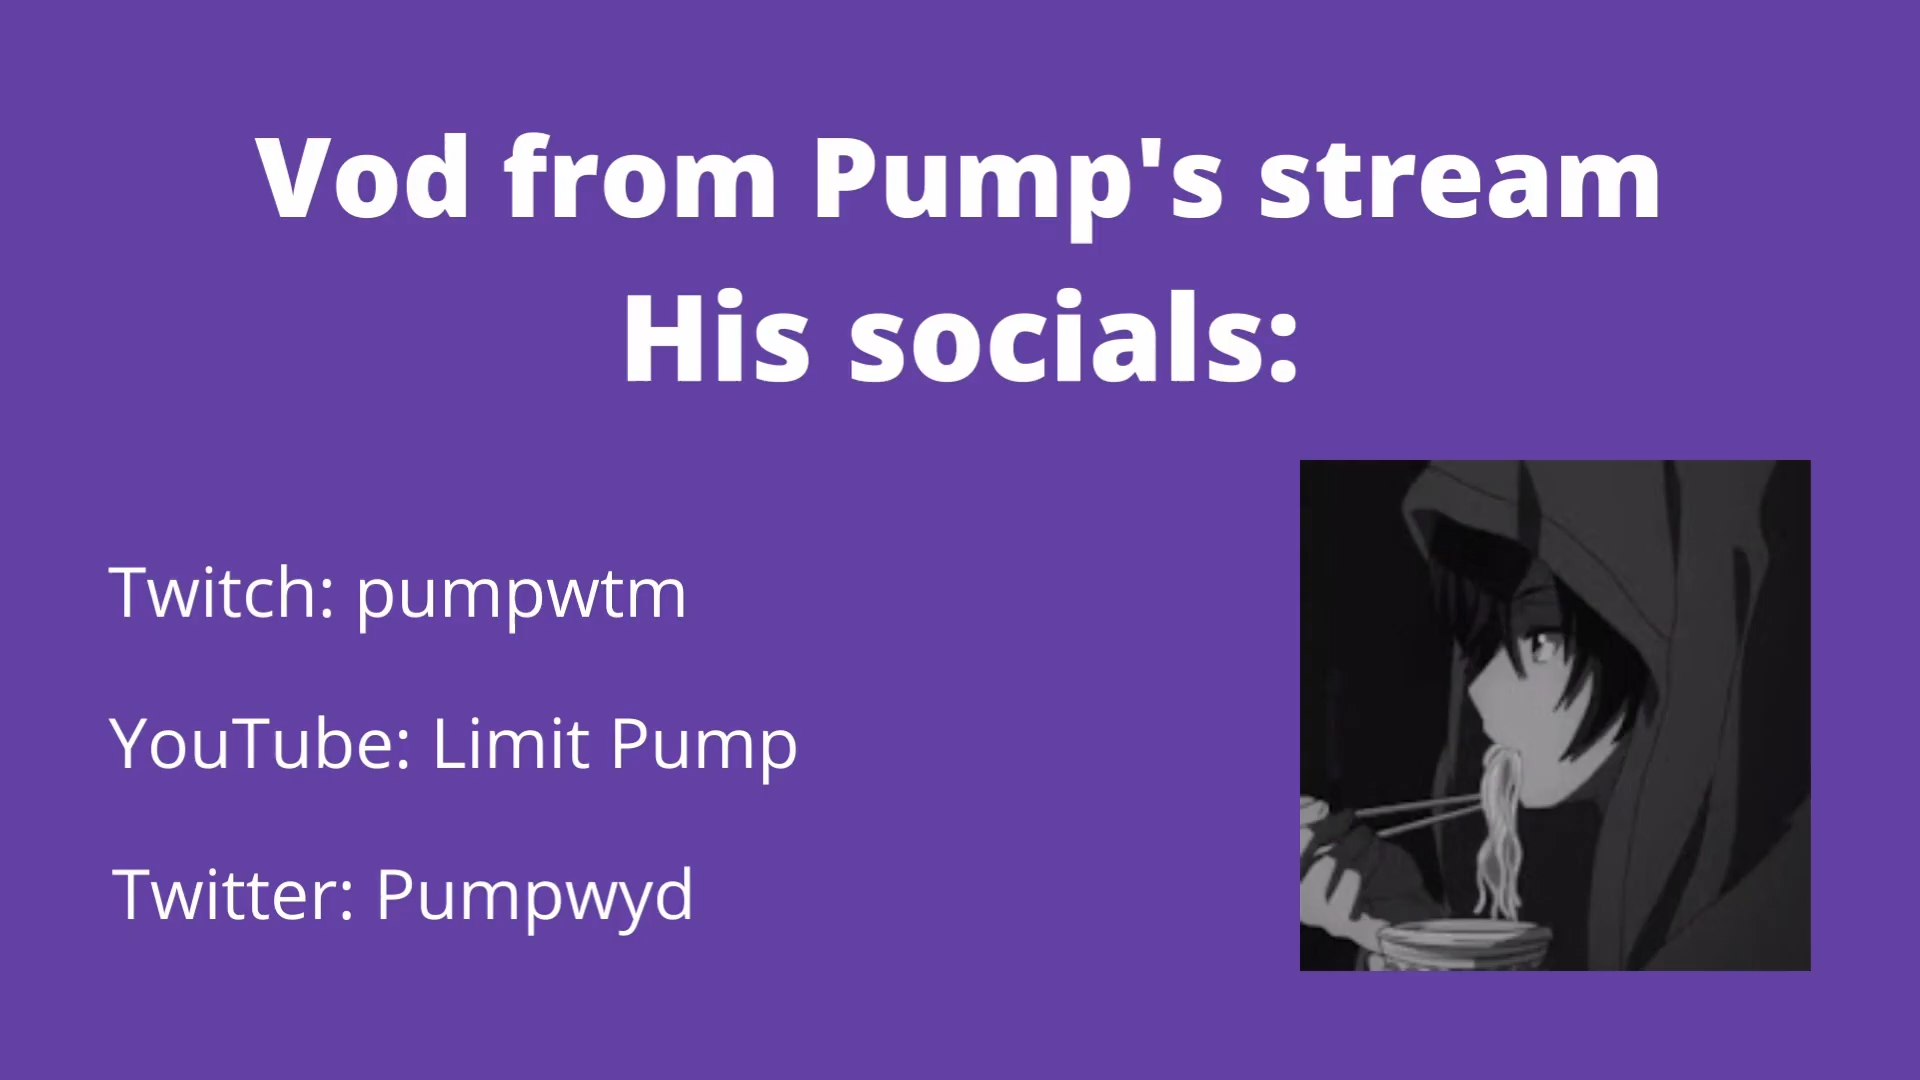 Vod from Pump's stream
His socials:
Twitch: pumpwtm
YouTube: Limit Pump
Twitter: Pumpwyd